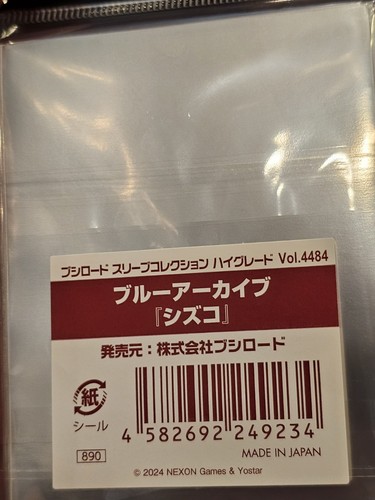 ブシロード スリーブコレクション ハイグレード Vol.4484
ブルーアーカイブ
『シズコ』
発売元：株式会社ブシロード
紙
シール
4 582692 249234
890
MADE IN JAPAN
© 2024 NEXON Games & Yostar